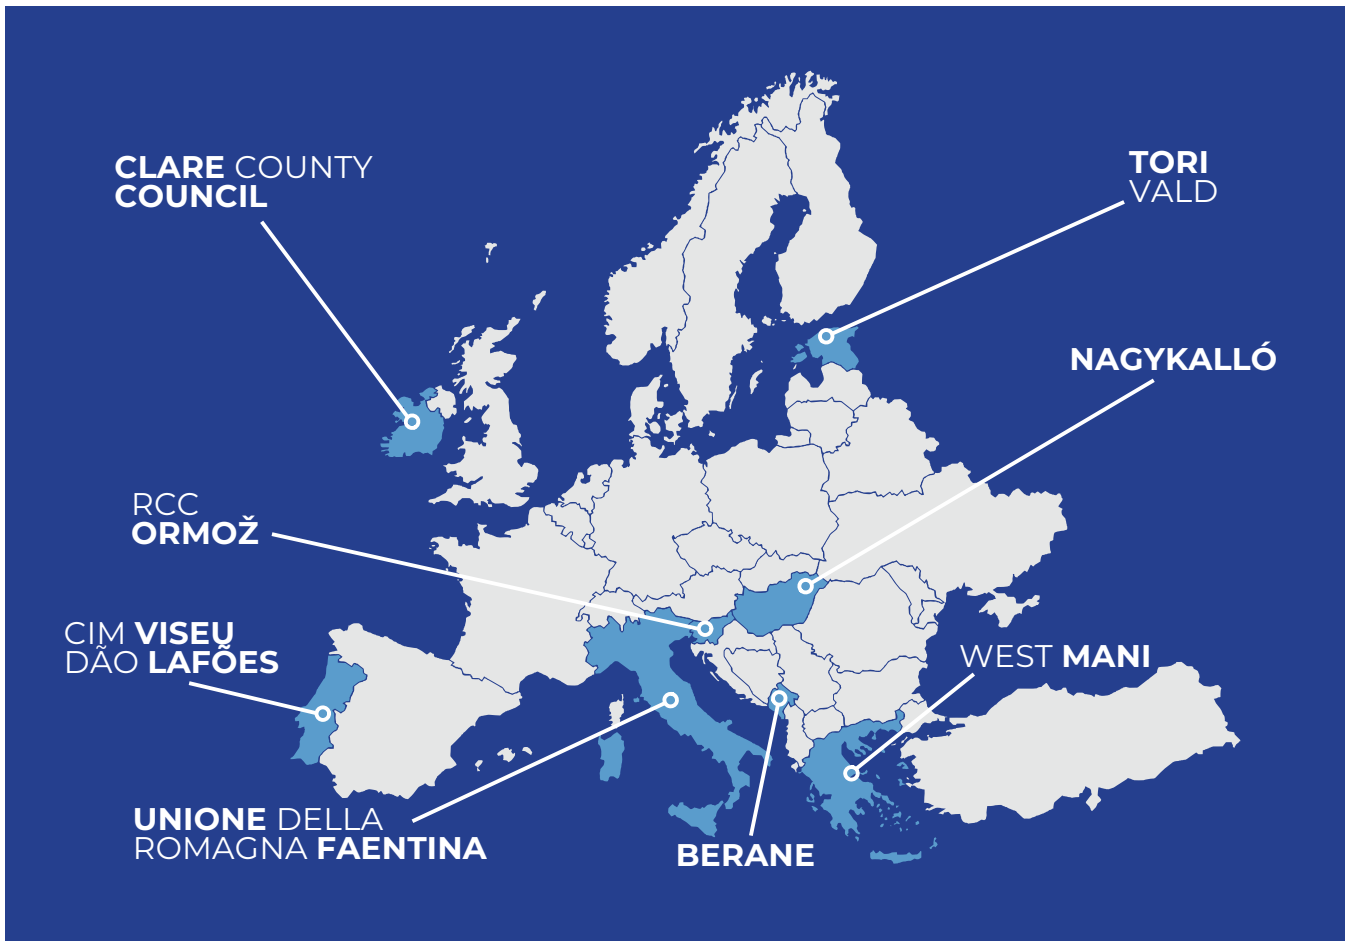 CLARE COUNTY
COUNCIL
TORI
VALD
NAGYKALLÓ
RCC
ORMOŽ
CIM VISEU
DÃO LAFÕES
WEST MANI
UNIONE DELLA
ROMAGNA FAENTINA
BERANE